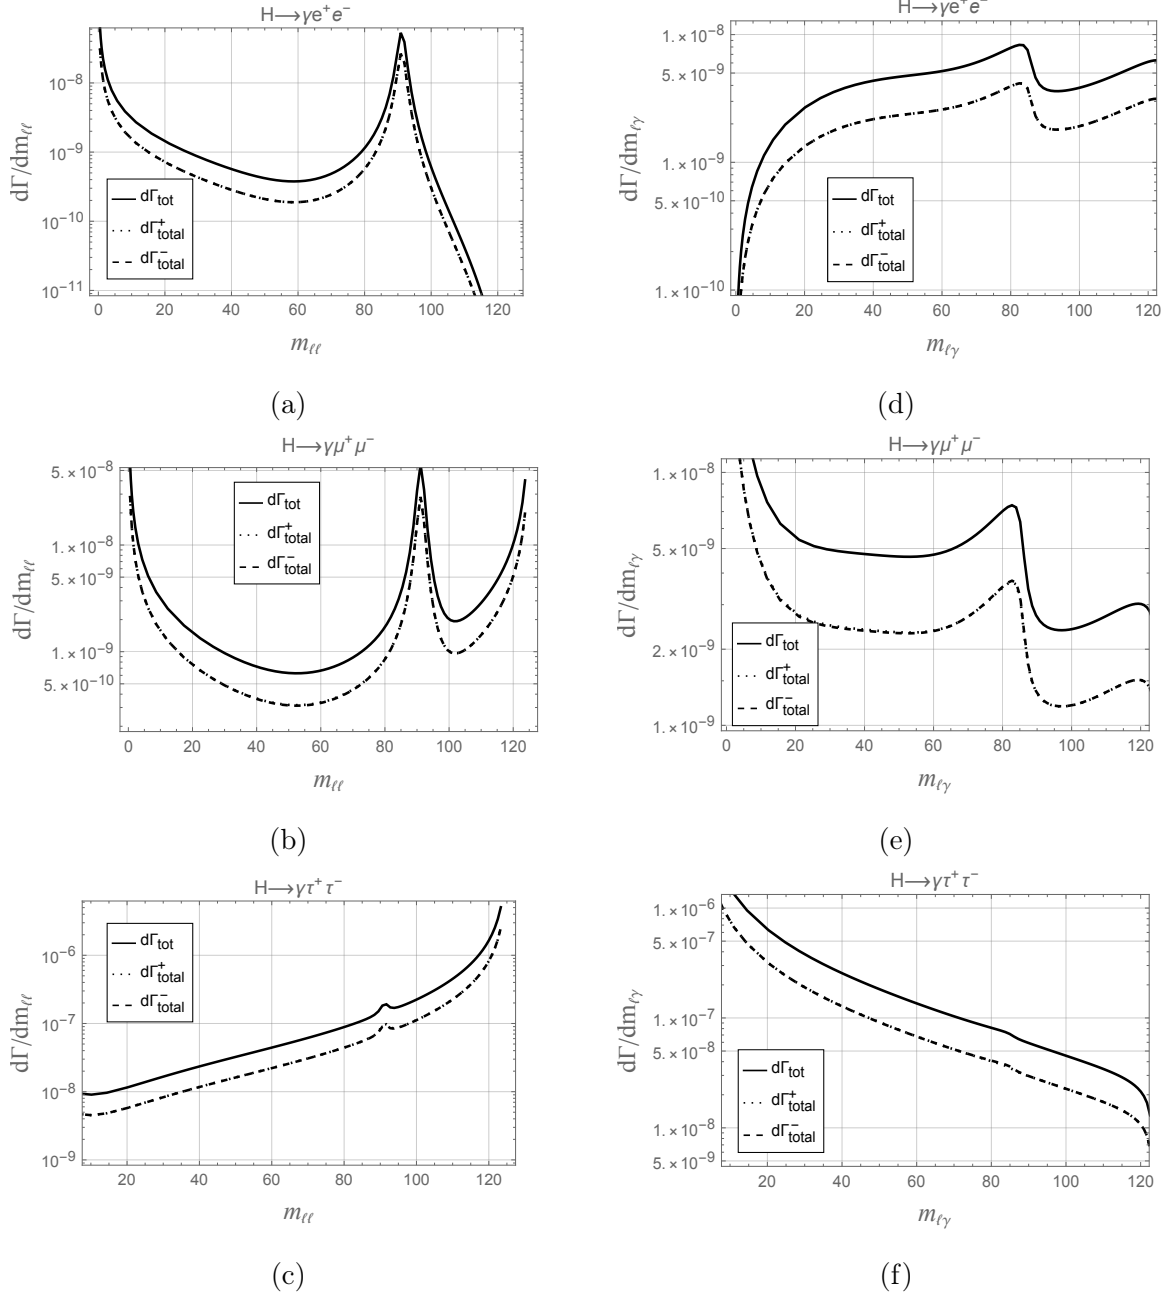 H⟶γe⁺e⁻
10⁻⁸
10⁻⁹
10⁻¹⁰
10⁻¹¹
dΓ/dm_ℓℓ
dΓ_tot
dΓ⁺_total
dΓ⁻_total
0 20 40 60 80 100 120
m_ℓℓ
(a)
H⟶γe⁺e⁻
1.×10⁻⁸
5.×10⁻⁹
1.×10⁻⁹
5.×10⁻¹⁰
1.×10⁻¹⁰
dΓ/dm_ℓγ
dΓ_tot
dΓ⁺_total
dΓ⁻_total
0 20 40 60 80 100 120
m_ℓγ
(d)
H⟶γμ⁺μ⁻
5.×10⁻⁸
1.×10⁻⁸
5.×10⁻⁹
1.×10⁻⁹
5.×10⁻¹⁰
dΓ/dm_ℓℓ
dΓ_tot
dΓ⁺_total
dΓ⁻_total
0 20 40 60 80 100 120
m_ℓℓ
(b)
H⟶γμ⁺μ⁻
1.×10⁻⁸
5.×10⁻⁹
2.×10⁻⁹
1.×10⁻⁹
dΓ/dm_ℓγ
dΓ_tot
dΓ⁺_total
dΓ⁻_total
0 20 40 60 80 100 120
m_ℓγ
(e)
H⟶γτ⁺τ⁻
10⁻⁶
10⁻⁷
10⁻⁸
10⁻⁹
dΓ/dm_ℓℓ
dΓ_tot
dΓ⁺_total
dΓ⁻_total
20 40 60 80 100 120
m_ℓℓ
(c)
H⟶γτ⁺τ⁻
1.×10⁻⁶
5.×10⁻⁷
1.×10⁻⁷
5.×10⁻⁸
1.×10⁻⁸
5.×10⁻⁹
dΓ/dm_ℓγ
dΓ_tot
dΓ⁺_total
dΓ⁻_total
20 40 60 80 100 120
m_ℓγ
(f)